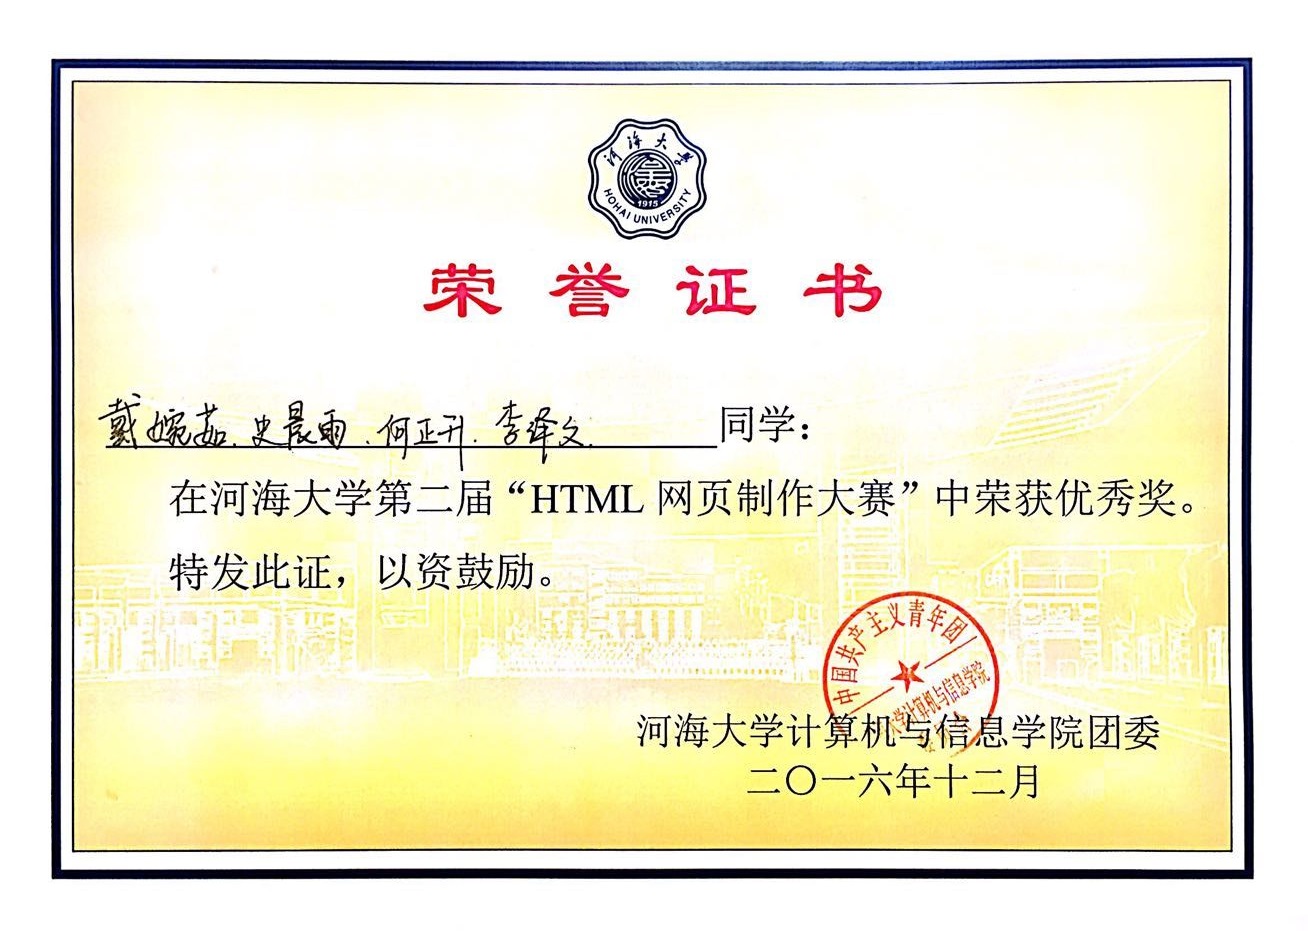 河海大学
1915
HOHAI UNIVERSITY
荣誉证书
戴婉茹、史晨雨、何正升、李绎文 同学：
在河海大学第二届“HTML 网页制作大赛”中荣获优秀奖。
特发此证，以资鼓励。
中国共产主义青年团
大学计算机与信息学院
河海大学计算机与信息学院团委
二〇一六年十二月